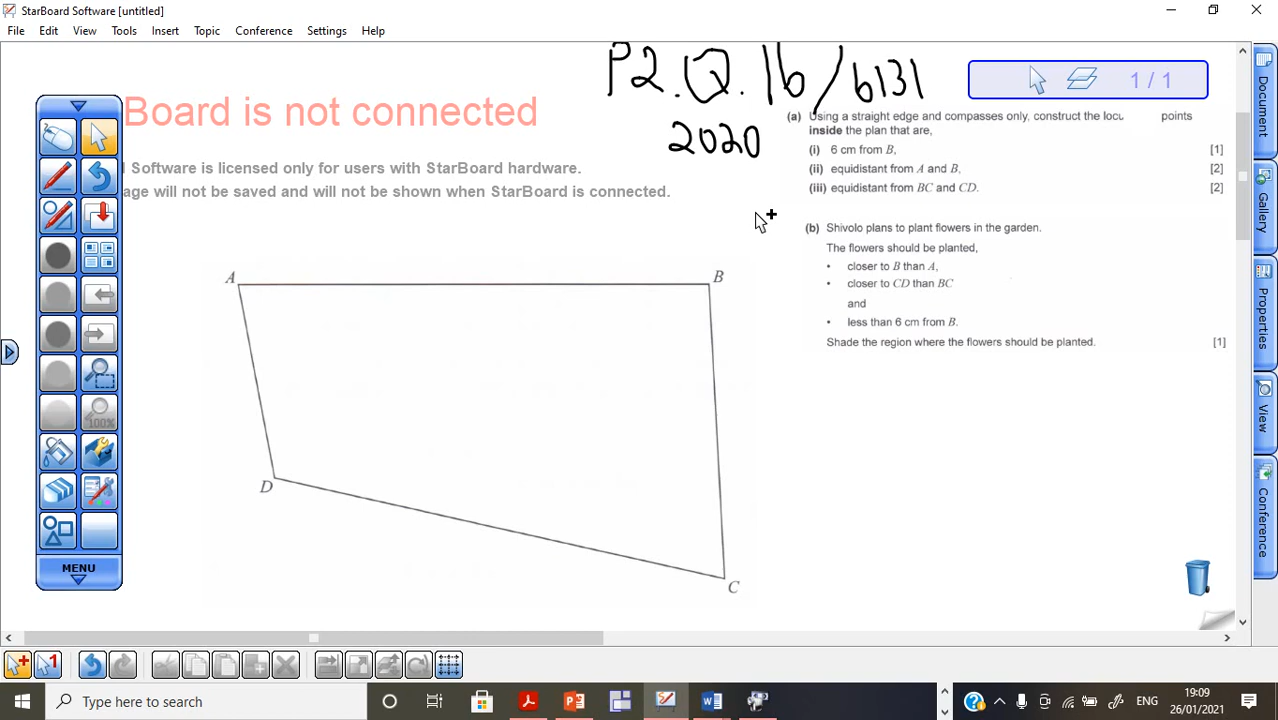 StarBoard Software [untitled]
File Edit View Tools Insert Topic Conference Settings Help
P2.Q.16/6131
2020
Board is not connected
Software is licensed only for users with StarBoard hardware.
age will not be saved and will not be shown when StarBoard is connected.
1 / 1
(a) Using a straight edge and compasses only, construct the locu points
inside the plan that are,
(i) 6 cm from B, [1]
(ii) equidistant from A and B, [2]
(iii) equidistant from BC and CD. [2]
(b) Shivolo plans to plant flowers in the garden.
The flowers should be planted,
• closer to B than A,
• closer to CD than BC
and
• less than 6 cm from B.
Shade the region where the flowers should be planted. [1]
A
B
D
C
100%
MENU
Document
Gallery
Properties
View
Conference
1
Type here to search
ENG
19:09
26/01/2021